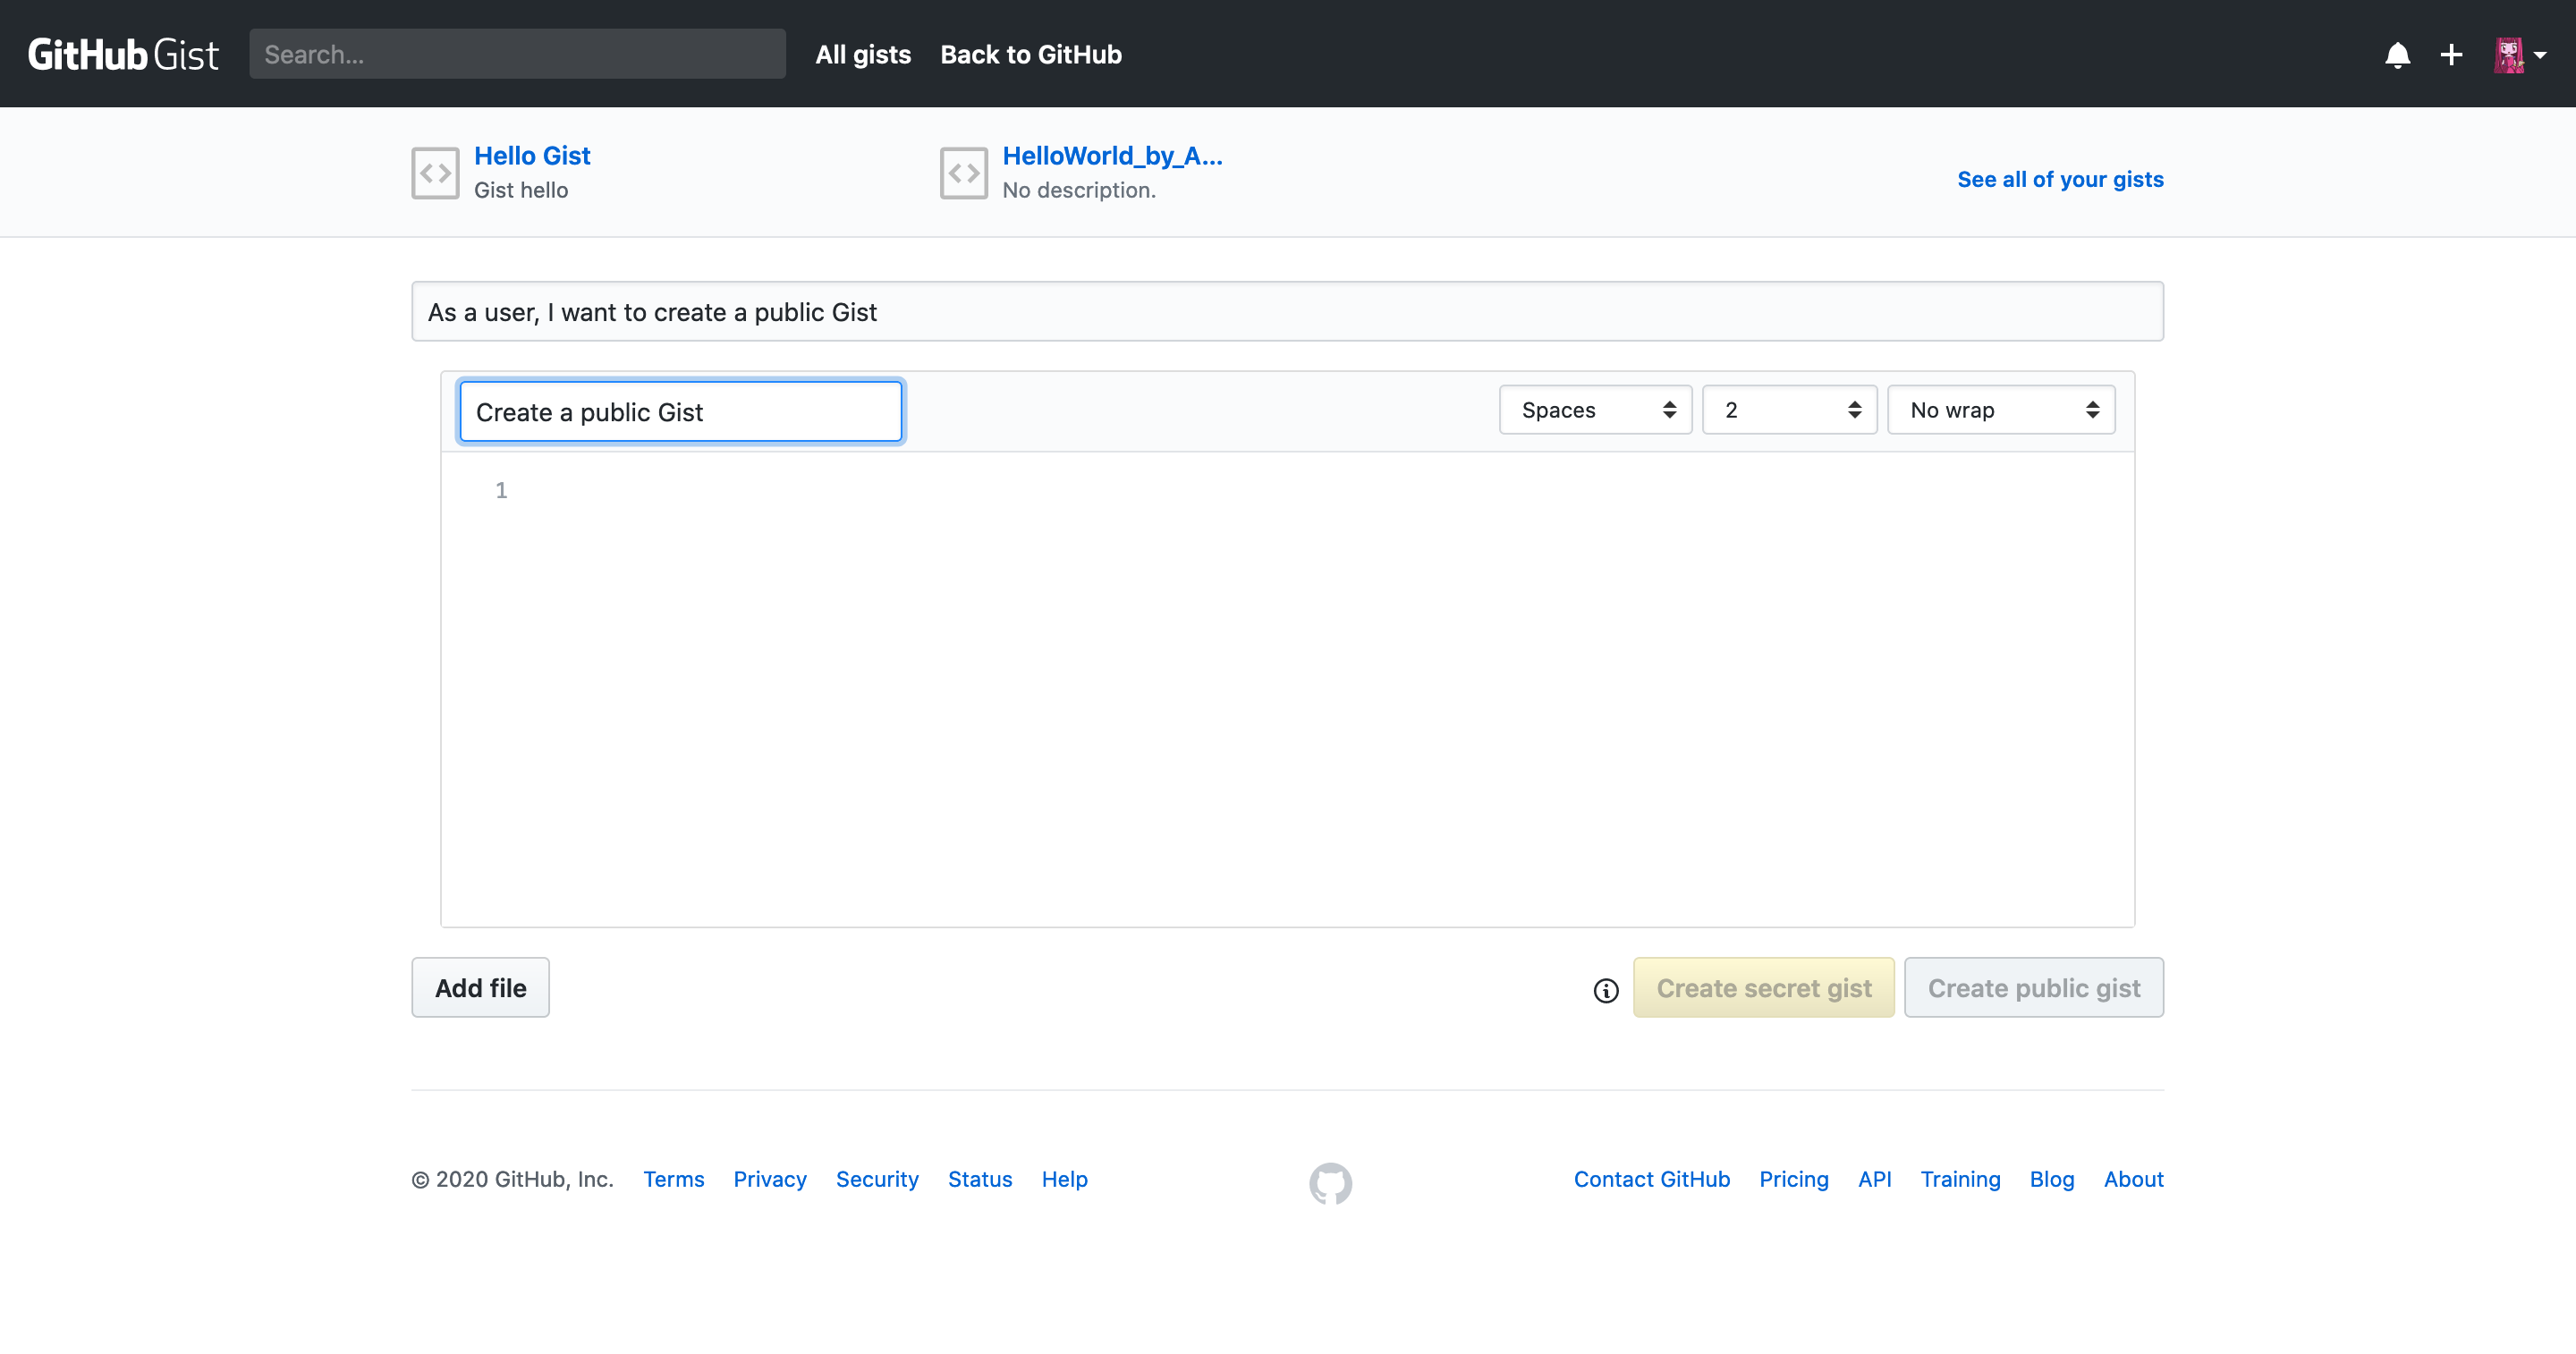 GitHub Gist Search... All gists Back to GitHub
Hello Gist
Gist hello
HelloWorld_by_A...
No description.
See all of your gists
As a user, I want to create a public Gist
Create a public Gist Spaces 2 No wrap
1
Add file Create secret gist Create public gist
© 2020 GitHub, Inc. Terms Privacy Security Status Help Contact GitHub Pricing API Training Blog About